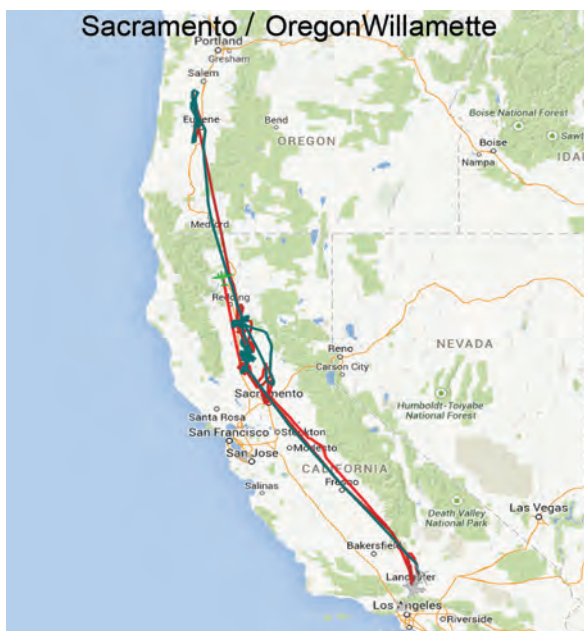 Sacramento / OregonWillamette
Portland
Gresham
Salem
Eugene
Bend
OREGON
Boise National Forest
Boise
Nampa
Sawt
IDA
Medford
Redding
Reno
Carson City
NEVADA
Sacramento
Santa Rosa
San Francisco
Stockton
Modesto
San Jose
Humboldt-Toiyabe
National Forest
CALIFORNIA
Salinas
Fresno
Death Valley
National Park
Las Vegas
Bakersfield
Lancaster
Los Angeles
Riverside